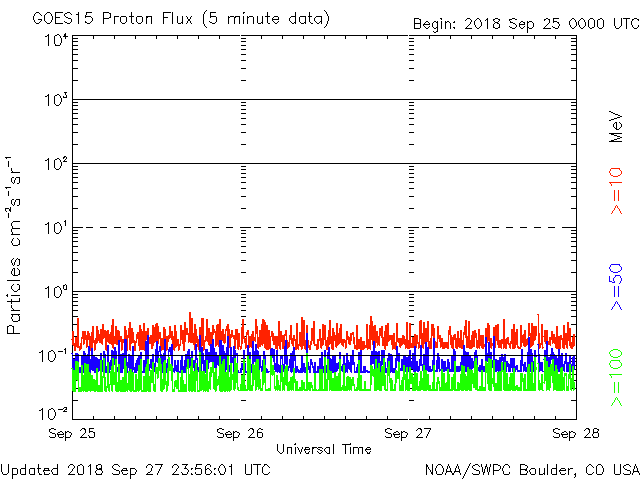 GOES15 Proton Flux (5 minute data)
Begin: 2018 Sep 25 0000 UTC
10⁴
10³
10²
10¹
10⁰
10⁻¹
10⁻²
Particles cm⁻²s⁻¹sr⁻¹
MeV
>=10
>=50
>=100
Sep 25
Sep 26
Sep 27
Sep 28
Universal Time
Updated 2018 Sep 27 23:56:01 UTC
NOAA/SWPC Boulder, CO USA